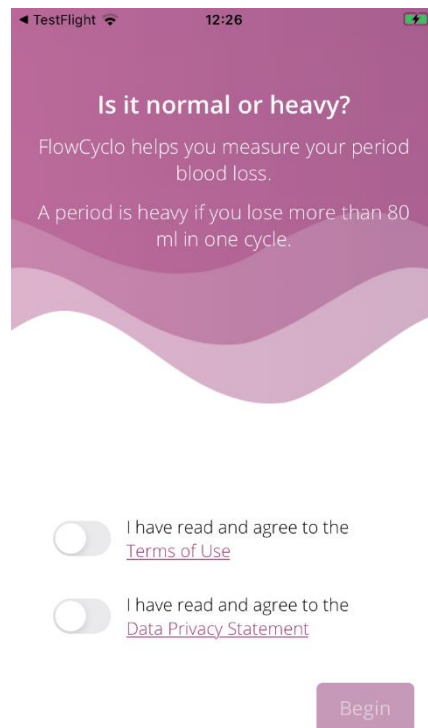 ◀ TestFlight 12:26
Is it normal or heavy?
FlowCyclo helps you measure your period
blood loss.
A period is heavy if you lose more than 80
ml in one cycle.
I have read and agree to the
Terms of Use
I have read and agree to the
Data Privacy Statement
Begin